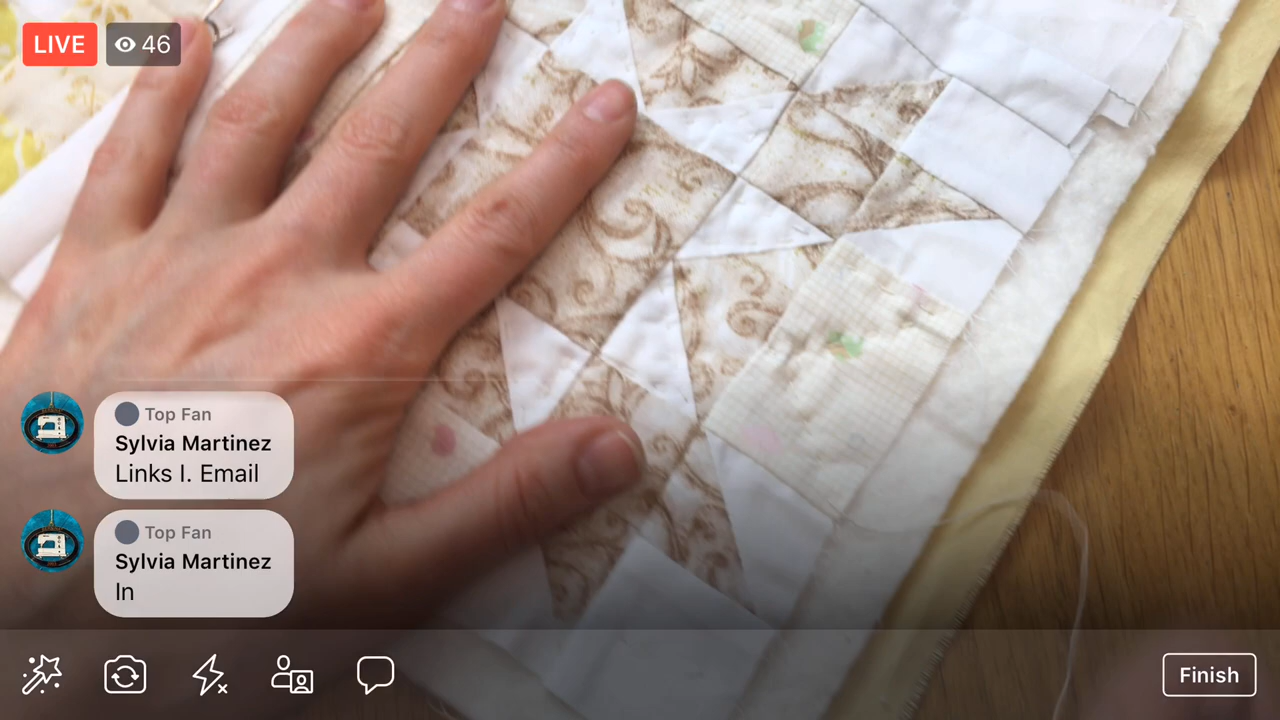 LIVE 46
Top Fan
Sylvia Martinez
Links I. Email
Top Fan
Sylvia Martinez
In
Finish